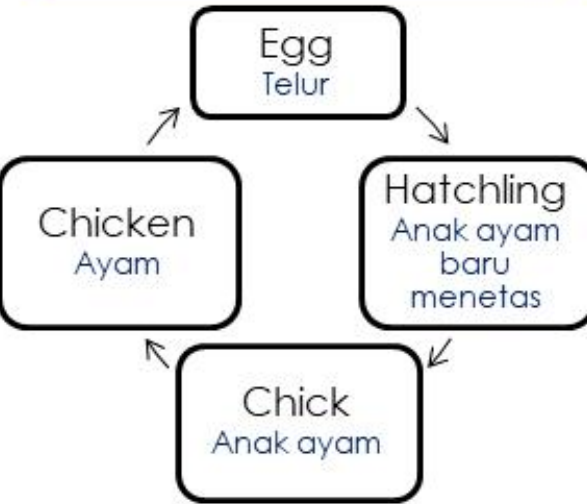 Egg
Telur
Hatchling
Anak ayam
baru
menetas
Chick
Anak ayam
Chicken
Ayam